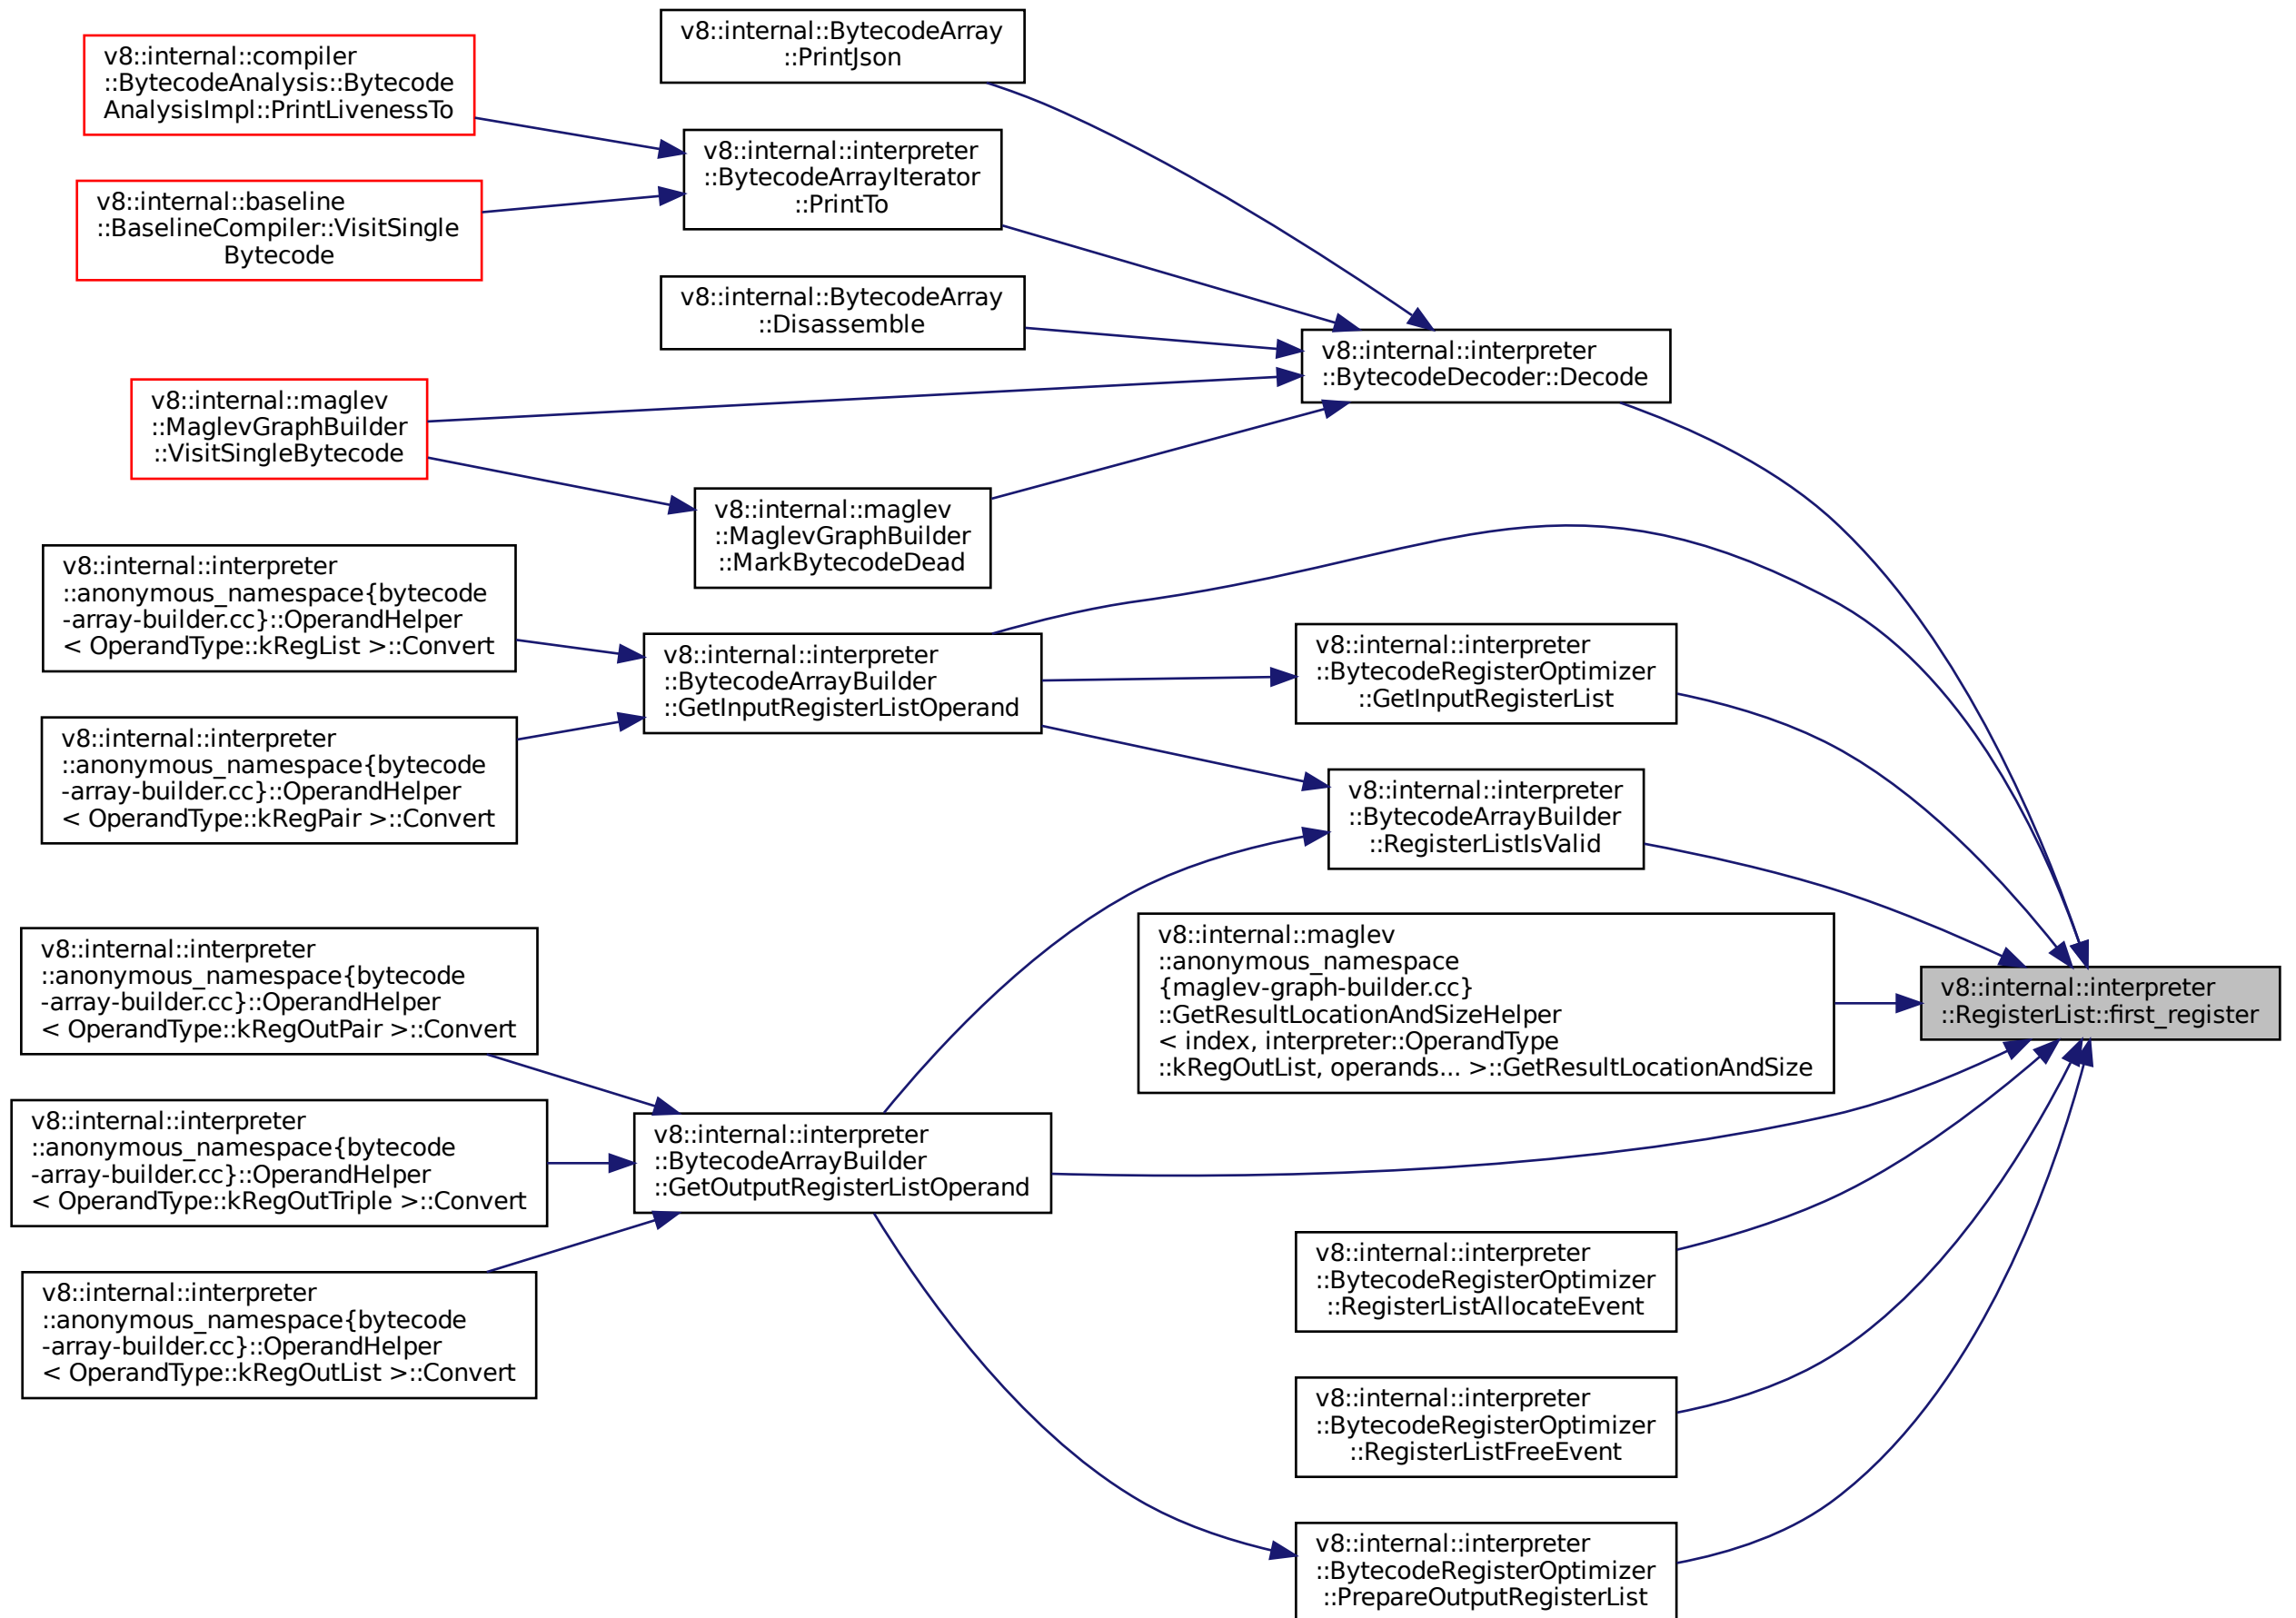 v8::internal::BytecodeArray
::PrintJson
v8::internal::compiler
::BytecodeAnalysis::Bytecode
AnalysisImpl::PrintLivenessTo
v8::internal::interpreter
::BytecodeArrayIterator
::PrintTo
v8::internal::baseline
::BaselineCompiler::VisitSingle
Bytecode
v8::internal::BytecodeArray
::Disassemble
v8::internal::interpreter
::BytecodeDecoder::Decode
v8::internal::maglev
::MaglevGraphBuilder
::VisitSingleBytecode
v8::internal::maglev
::MaglevGraphBuilder
::MarkBytecodeDead
v8::internal::interpreter
::anonymous_namespace{bytecode
-array-builder.cc}::OperandHelper
< OperandType::kRegList >::Convert
v8::internal::interpreter
::BytecodeArrayBuilder
::GetInputRegisterListOperand
v8::internal::interpreter
::BytecodeRegisterOptimizer
::GetInputRegisterList
v8::internal::interpreter
::anonymous_namespace{bytecode
-array-builder.cc}::OperandHelper
< OperandType::kRegPair >::Convert
v8::internal::interpreter
::BytecodeArrayBuilder
::RegisterListIsValid
v8::internal::interpreter
::anonymous_namespace{bytecode
-array-builder.cc}::OperandHelper
< OperandType::kRegOutPair >::Convert
v8::internal::maglev
::anonymous_namespace
{maglev-graph-builder.cc}
::GetResultLocationAndSizeHelper
< index, interpreter::OperandType
::kRegOutList, operands... >::GetResultLocationAndSize
v8::internal::interpreter
::RegisterList::first_register
v8::internal::interpreter
::anonymous_namespace{bytecode
-array-builder.cc}::OperandHelper
< OperandType::kRegOutTriple >::Convert
v8::internal::interpreter
::BytecodeArrayBuilder
::GetOutputRegisterListOperand
v8::internal::interpreter
::BytecodeRegisterOptimizer
::RegisterListAllocateEvent
v8::internal::interpreter
::anonymous_namespace{bytecode
-array-builder.cc}::OperandHelper
< OperandType::kRegOutList >::Convert
v8::internal::interpreter
::BytecodeRegisterOptimizer
::RegisterListFreeEvent
v8::internal::interpreter
::BytecodeRegisterOptimizer
::PrepareOutputRegisterList